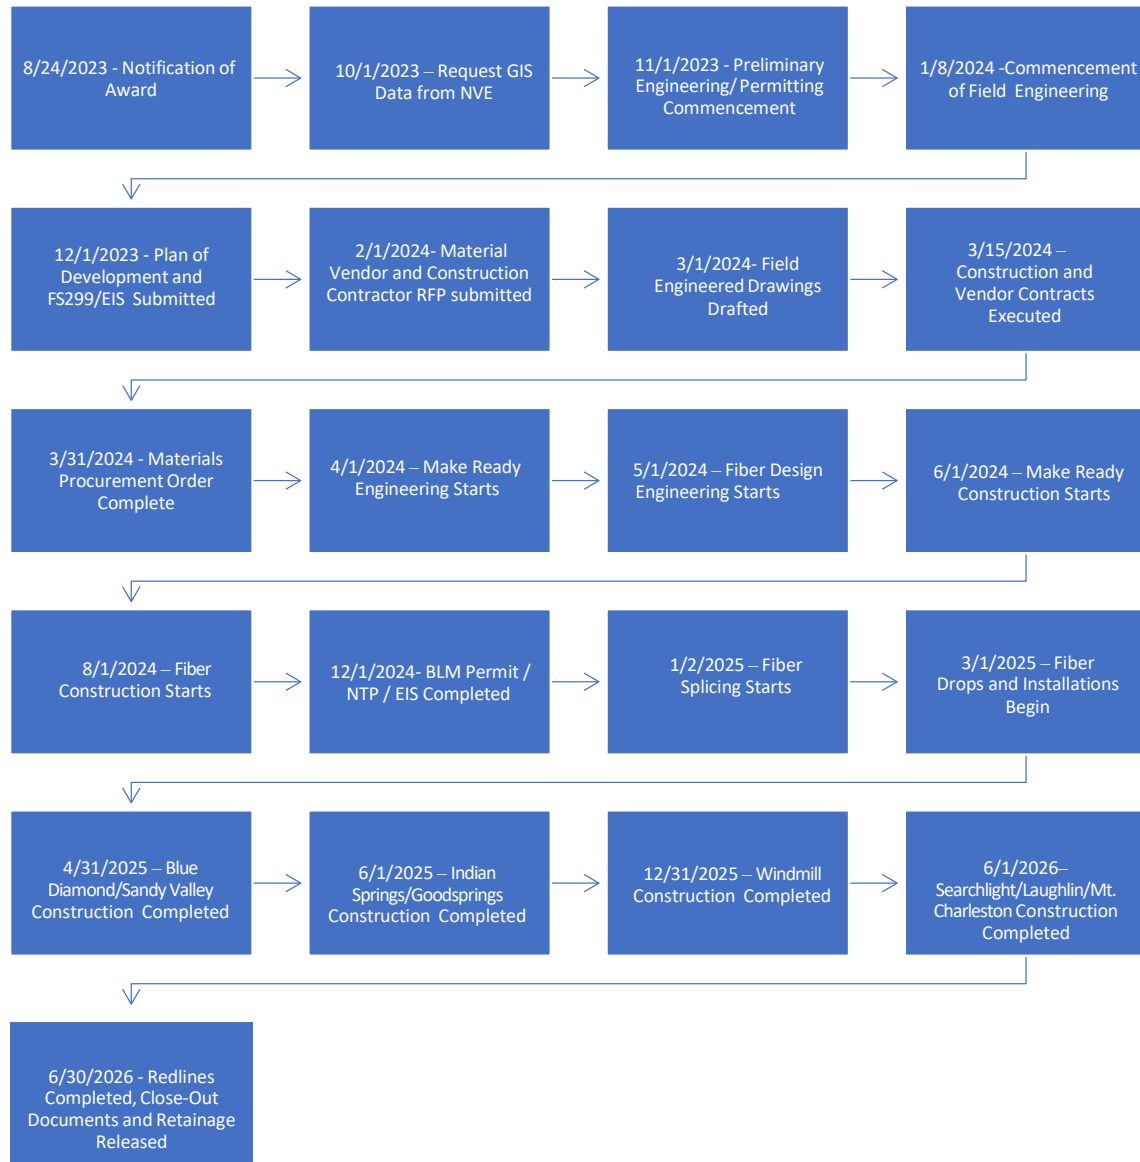 8/24/2023 - Notification of
Award
10/1/2023 – Request GIS
Data from NVE
11/1/2023 - Preliminary
Engineering/ Permitting
Commencement
1/8/2024 -Commencement
of Field Engineering
12/1/2023 - Plan of
Development and
FS299/EIS Submitted
2/1/2024- Material
Vendor and Construction
Contractor RFP submitted
3/1/2024- Field
Engineered Drawings
Drafted
3/15/2024 –
Construction and
Vendor Contracts
Executed
3/31/2024 - Materials
Procurement Order
Complete
4/1/2024 – Make Ready
Engineering Starts
5/1/2024 – Fiber Design
Engineering Starts
6/1/2024 – Make Ready
Construction Starts
8/1/2024 – Fiber
Construction Starts
12/1/2024- BLM Permit /
NTP / EIS Completed
1/2/2025 – Fiber
Splicing Starts
3/1/2025 – Fiber
Drops and Installations
Begin
4/31/2025 – Blue
Diamond/Sandy Valley
Construction Completed
6/1/2025 – Indian
Springs/Goodsprings
Construction Completed
12/31/2025 – Windmill
Construction Completed
6/1/2026–
Searchlight/Laughlin/Mt.
Charleston Construction
Completed
6/30/2026 - Redlines
Completed, Close-Out
Documents and Retainage
Released